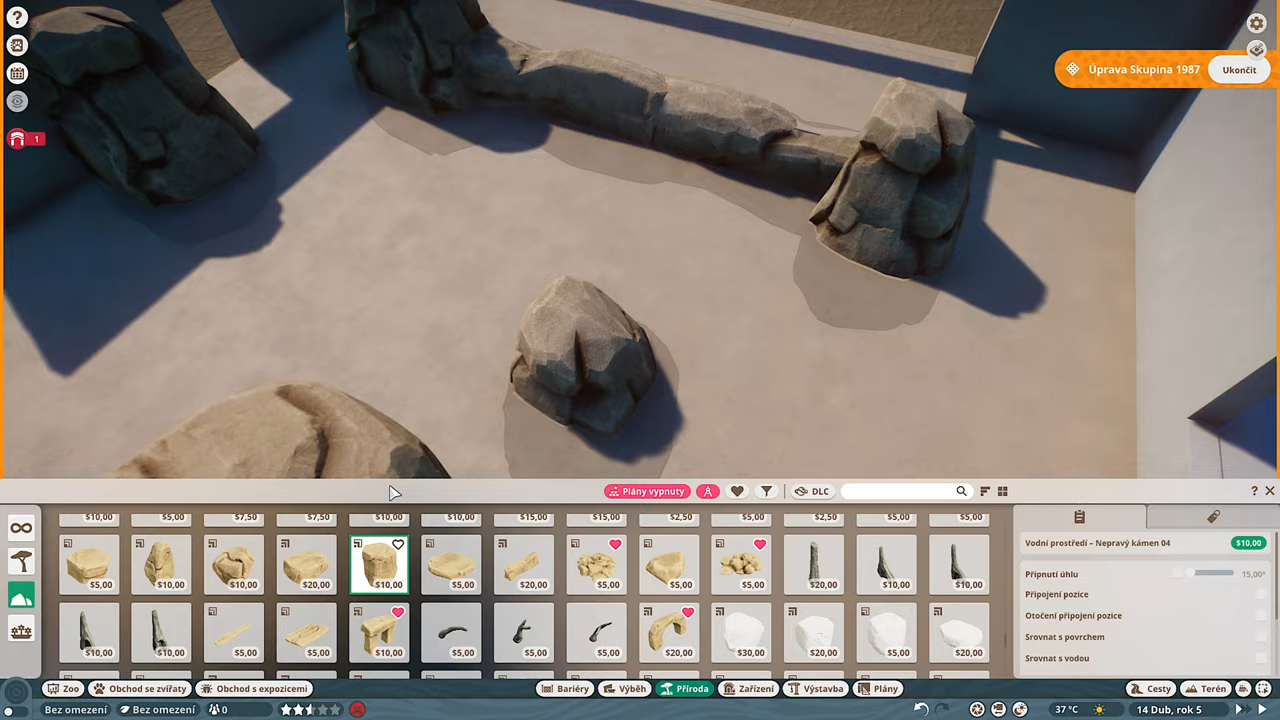 ?
Úprava Skupina 1987 Ukončit
1
Plány vypnuty DLC ? 
$10,00 $5,00 $7,50 $7,50 $10,00 $10,00 $15,00 $15,00 $2,50 $5,00 $2,50 $5,00 $5,00
$5,00 $10,00 $10,00 $20,00 $10,00 $5,00 $20,00 $5,00 $5,00 $5,00 $20,00 $10,00 $10,00
$10,00 $10,00 $5,00 $5,00 $10,00 $5,00 $5,00 $5,00 $20,00 $30,00 $20,00 $5,00 $20,00
Vodní prostředí – Nepravý kámen 04 $10,00
Připnutí úhlu 15,00°
Připojení pozice
Otočení připojení pozice
Srovnat s povrchem
Srovnat s vodou
Zoo Obchod se zvířaty Obchod s expozicemi Bariéry Výběh Příroda Zařízení Výstavba Plány Cesty Terén
Bez omezení Bez omezení 0 37 °C 14 Dub, rok 5